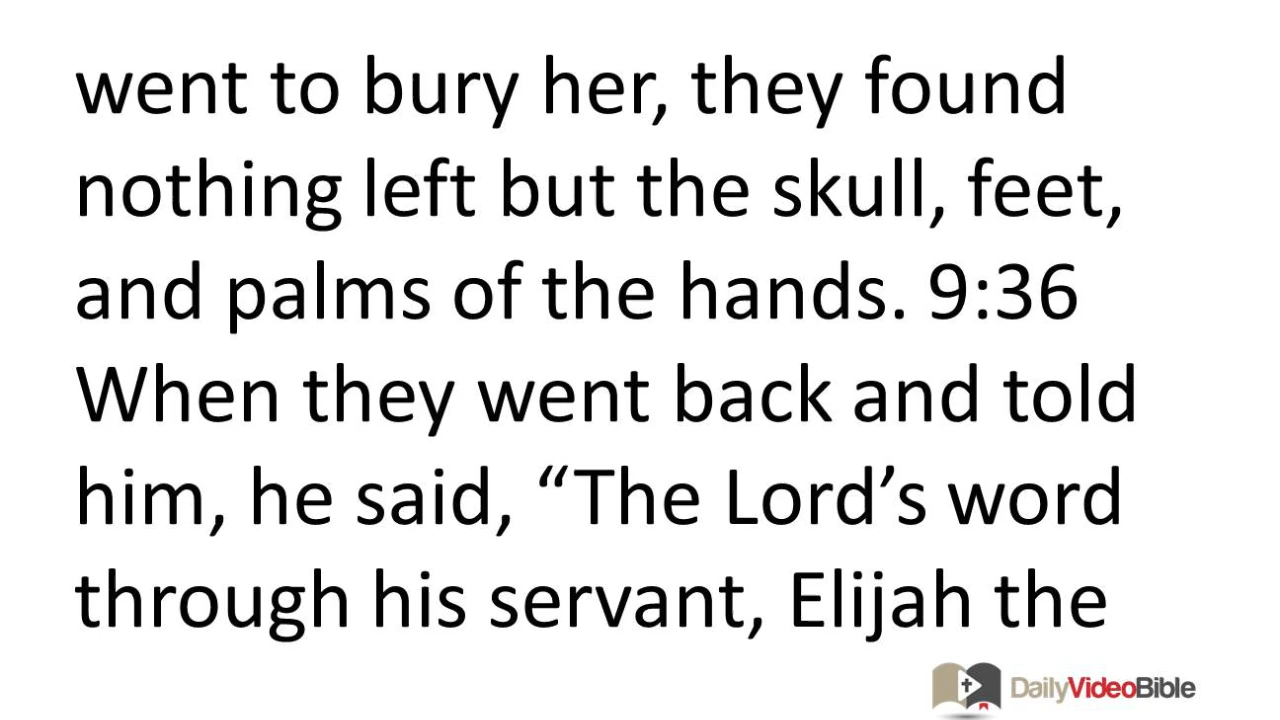 went to bury her, they found
nothing left but the skull, feet,
and palms of the hands. 9:36
When they went back and told
him, he said, “The Lord’s word
through his servant, Elijah the
DailyVideoBible